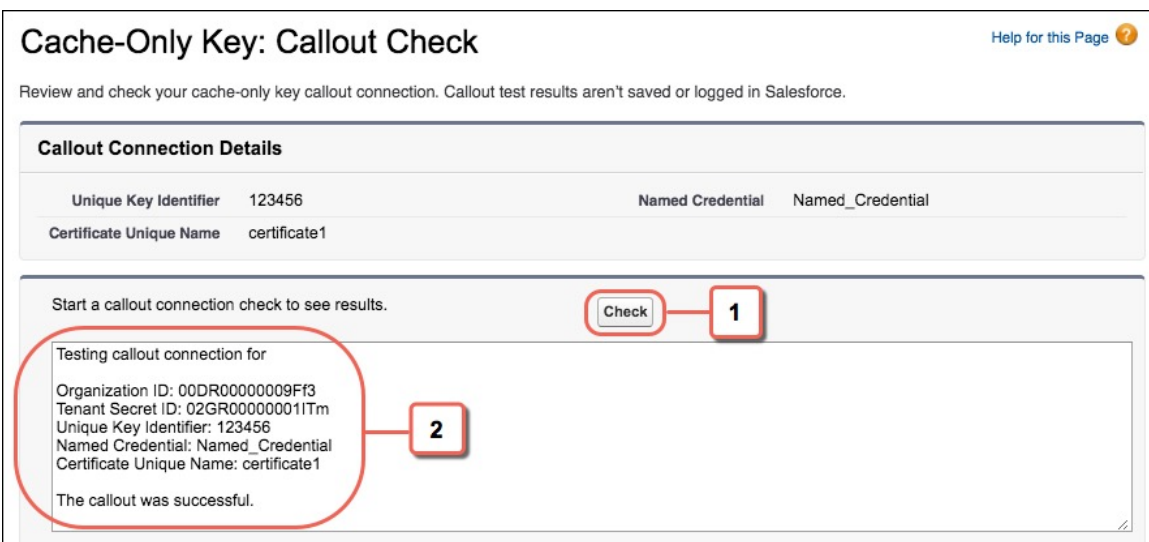 Cache-Only Key: Callout Check
Help for this Page ?
Review and check your cache-only key callout connection. Callout test results aren't saved or logged in Salesforce.
Callout Connection Details
Unique Key Identifier 123456 Named Credential Named_Credential
Certificate Unique Name certificate1
Start a callout connection check to see results. Check 1
Testing callout connection for
Organization ID: 00DR00000009Ff3
Tenant Secret ID: 02GR00000001ITm
Unique Key Identifier: 123456
2
Named Credential: Named_Credential
Certificate Unique Name: certificate1
The callout was successful.